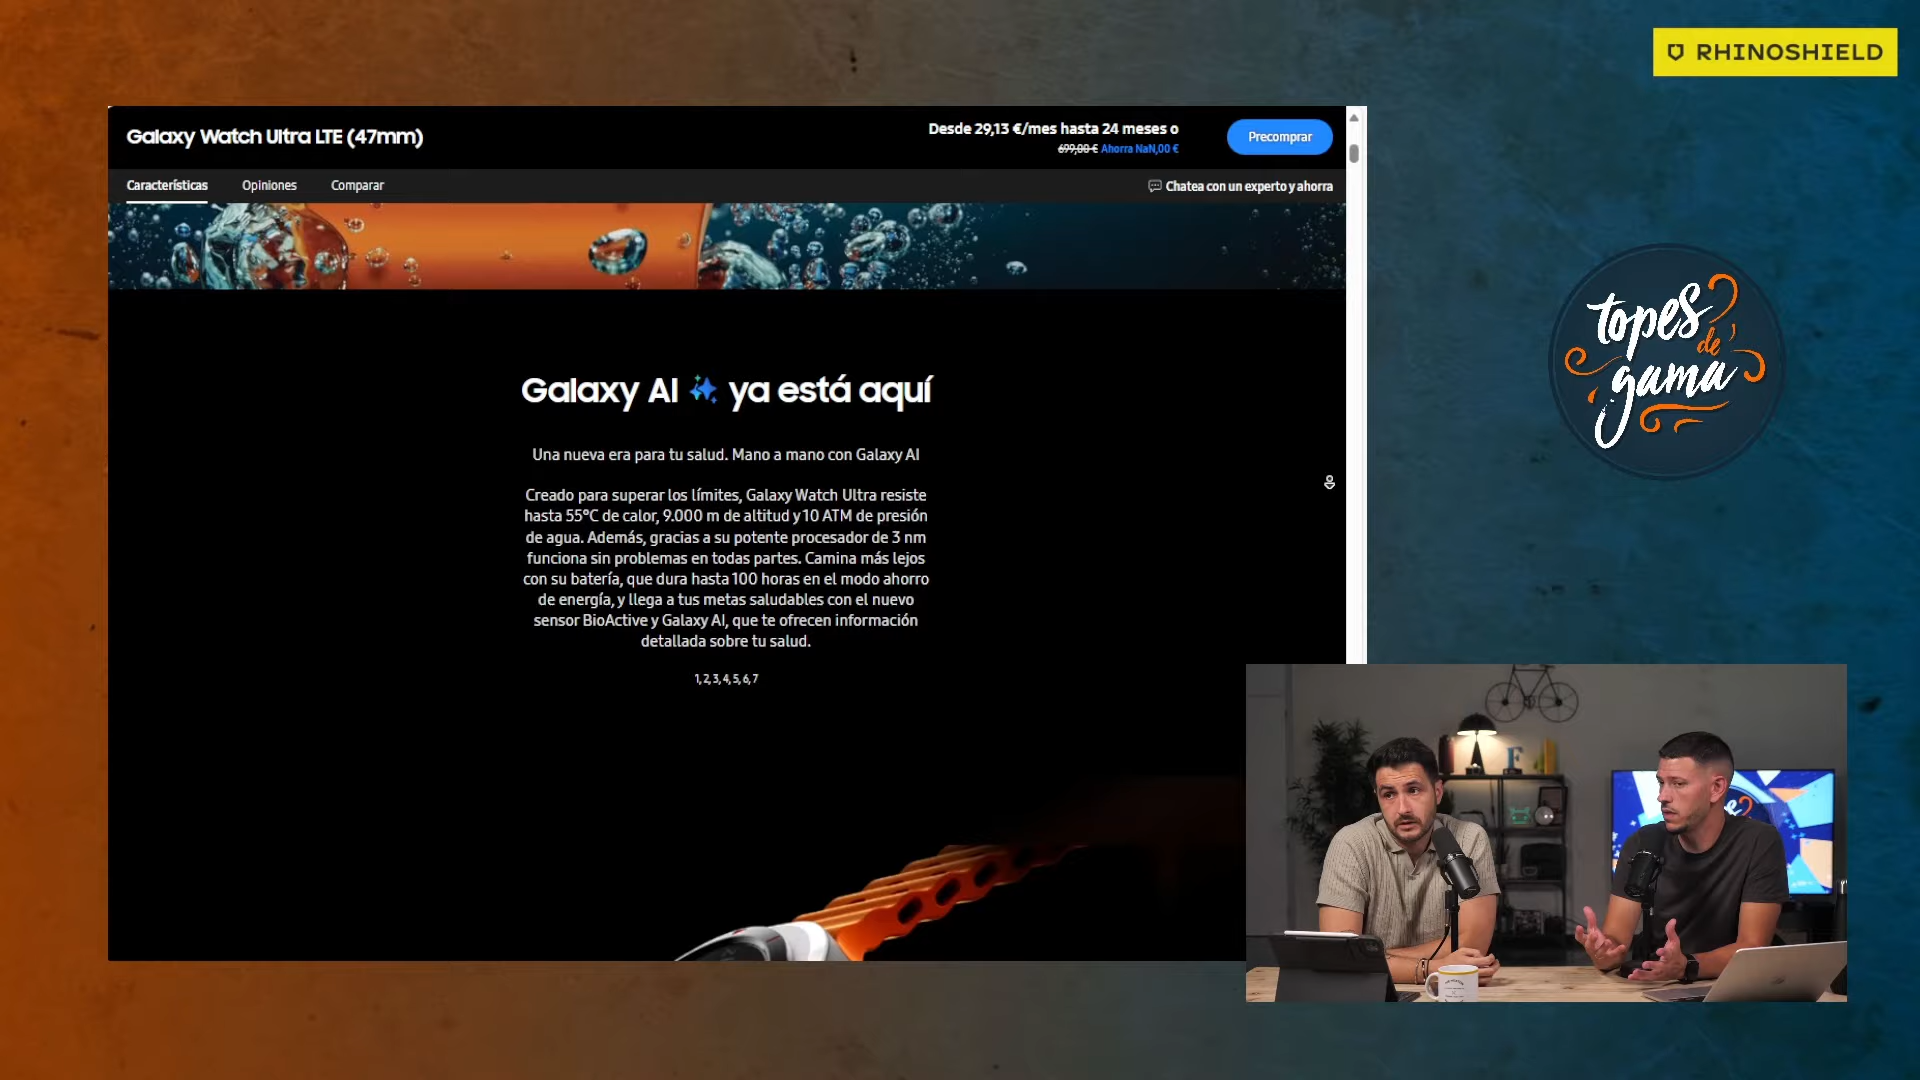 RHINOSHIELD
Galaxy Watch Ultra LTE (47mm)
Desde 29,13 €/mes hasta 24 meses o
699,00 € Ahorra NaN,00 €
Precomprar
Características
Opiniones
Comparar
Chatea con un experto y ahorra
topes
de
gama
Galaxy AI ya está aquí
Una nueva era para tu salud. Mano a mano con Galaxy AI
Creado para superar los límites, Galaxy Watch Ultra resiste
hasta 55°C de calor, 9.000 m de altitud y 10 ATM de presión
de agua. Además, gracias a su potente procesador de 3 nm
funciona sin problemas en todas partes. Camina más lejos
con su batería, que dura hasta 100 horas en el modo ahorro
de energía, y llega a tus metas saludables con el nuevo
sensor BioActive y Galaxy AI, que te ofrecen información
detallada sobre tu salud.
1, 2, 3, 4, 5, 6, 7